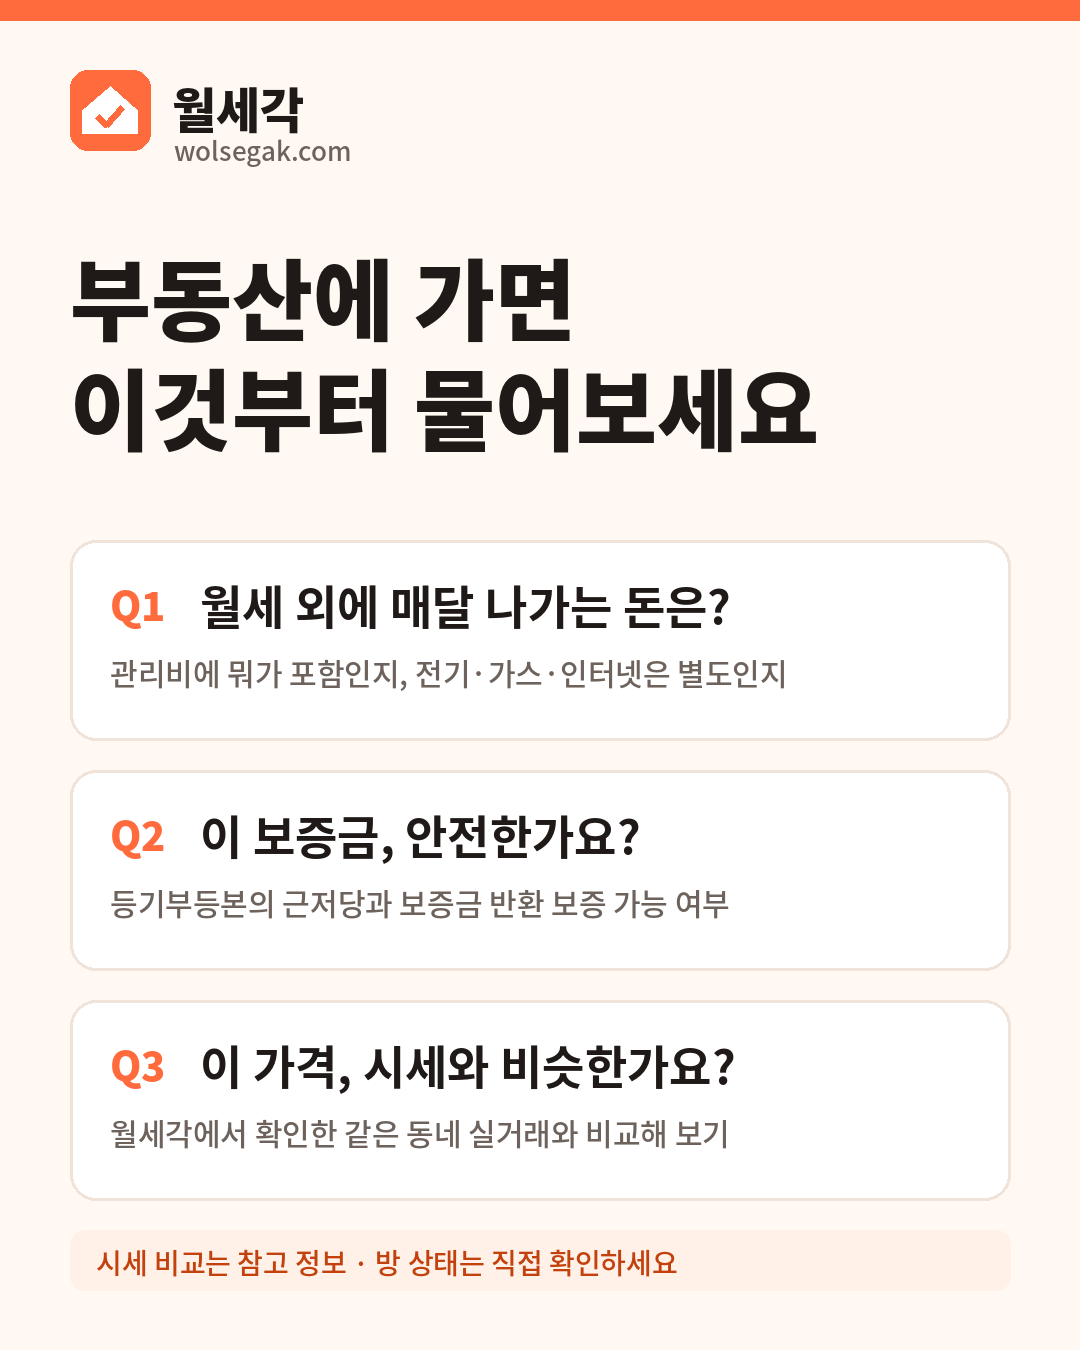 월세각
wolsegak.com
부동산에 가면
이것부터 물어보세요
Q1 월세 외에 매달 나가는 돈은?
관리비에 뭐가 포함인지, 전기·가스·인터넷은 별도인지
Q2 이 보증금, 안전한가요?
등기부등본의 근저당과 보증금 반환 보증 가능 여부
Q3 이 가격, 시세와 비슷한가요?
월세각에서 확인한 같은 동네 실거래와 비교해 보기
시세 비교는 참고 정보 · 방 상태는 직접 확인하세요